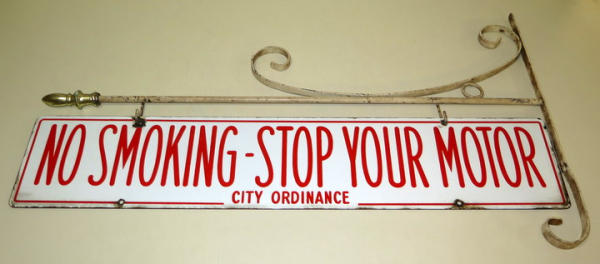 NO SMOKING-STOP YOUR MOTOR
CITY ORDINANCE